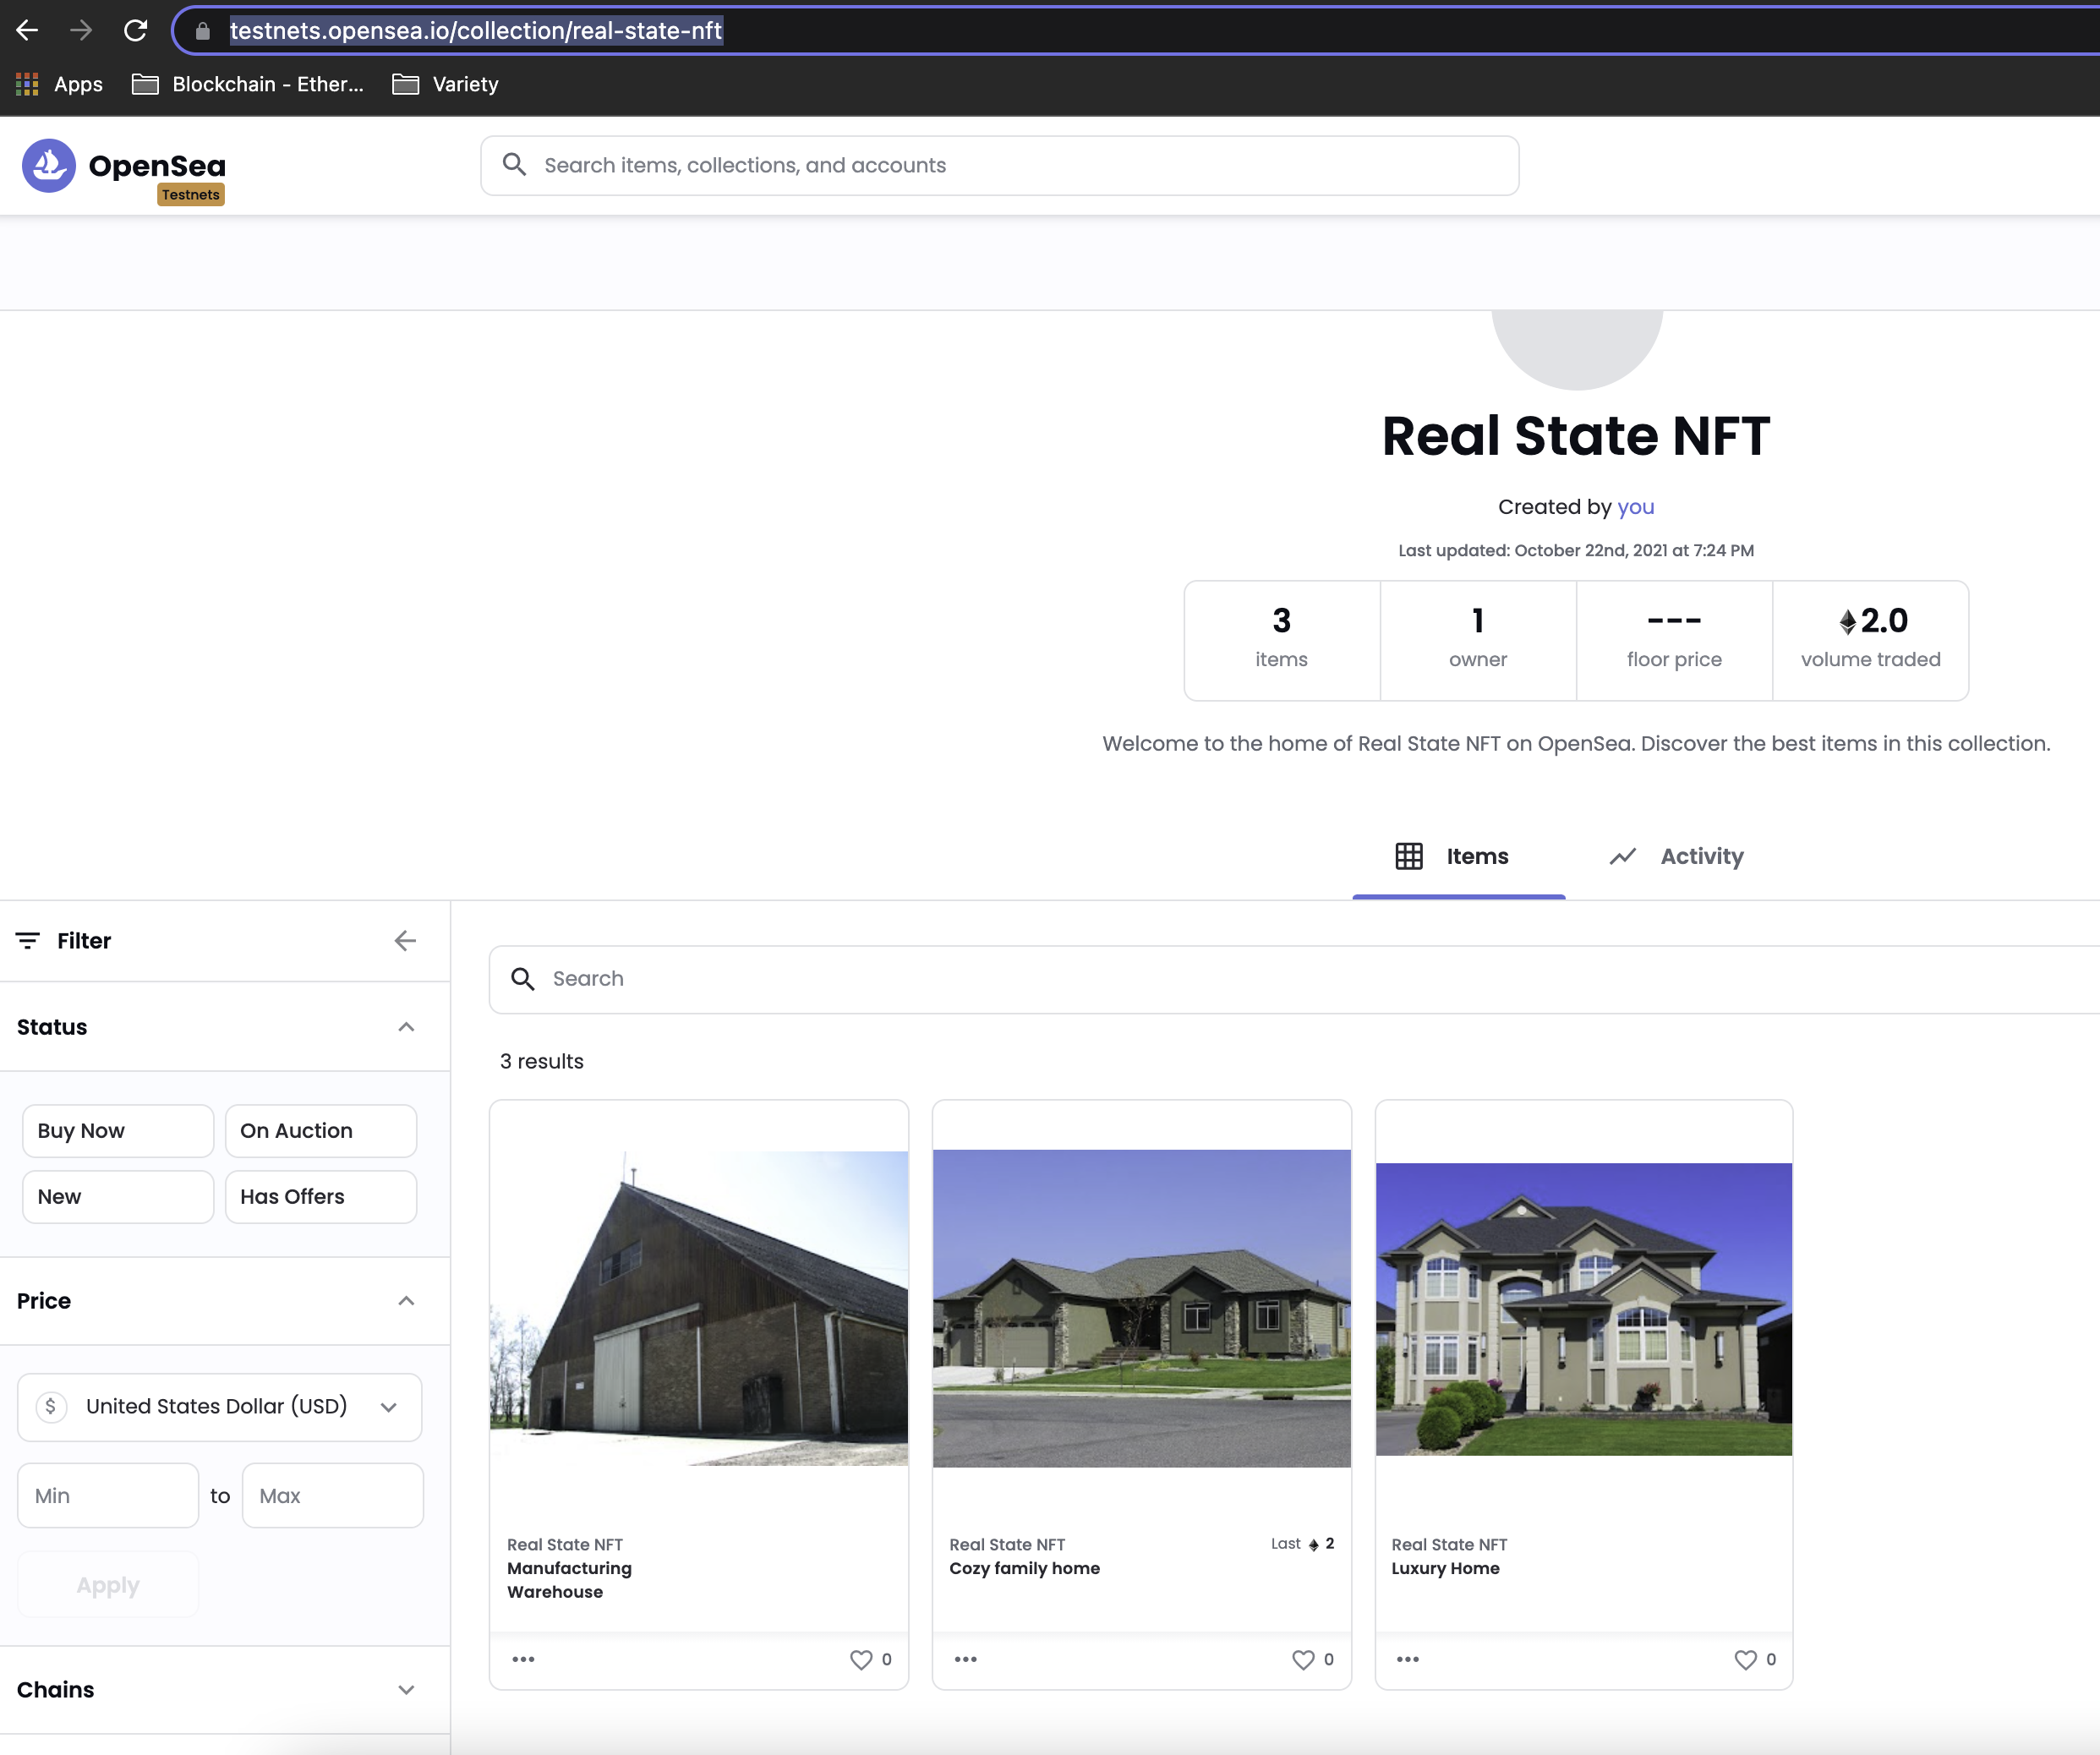 testnets.opensea.io/collection/real-state-nft
Apps
Blockchain - Ether...
Variety
OpenSea
Testnets
Search items, collections, and accounts
Real State NFT
Created by you
Last updated: October 22nd, 2021 at 7:24 PM
3
items
1
owner
---
floor price
2.0
volume traded
Welcome to the home of Real State NFT on OpenSea. Discover the best items in this collection.
Items
Activity
Filter
Status
Buy Now
On Auction
New
Has Offers
Price
$ United States Dollar (USD)
Min to Max
Apply
Chains
Search
3 results
Real State NFT
Manufacturing
Warehouse
0
Real State NFT
Last 2
Cozy family home
0
Real State NFT
Luxury Home
0